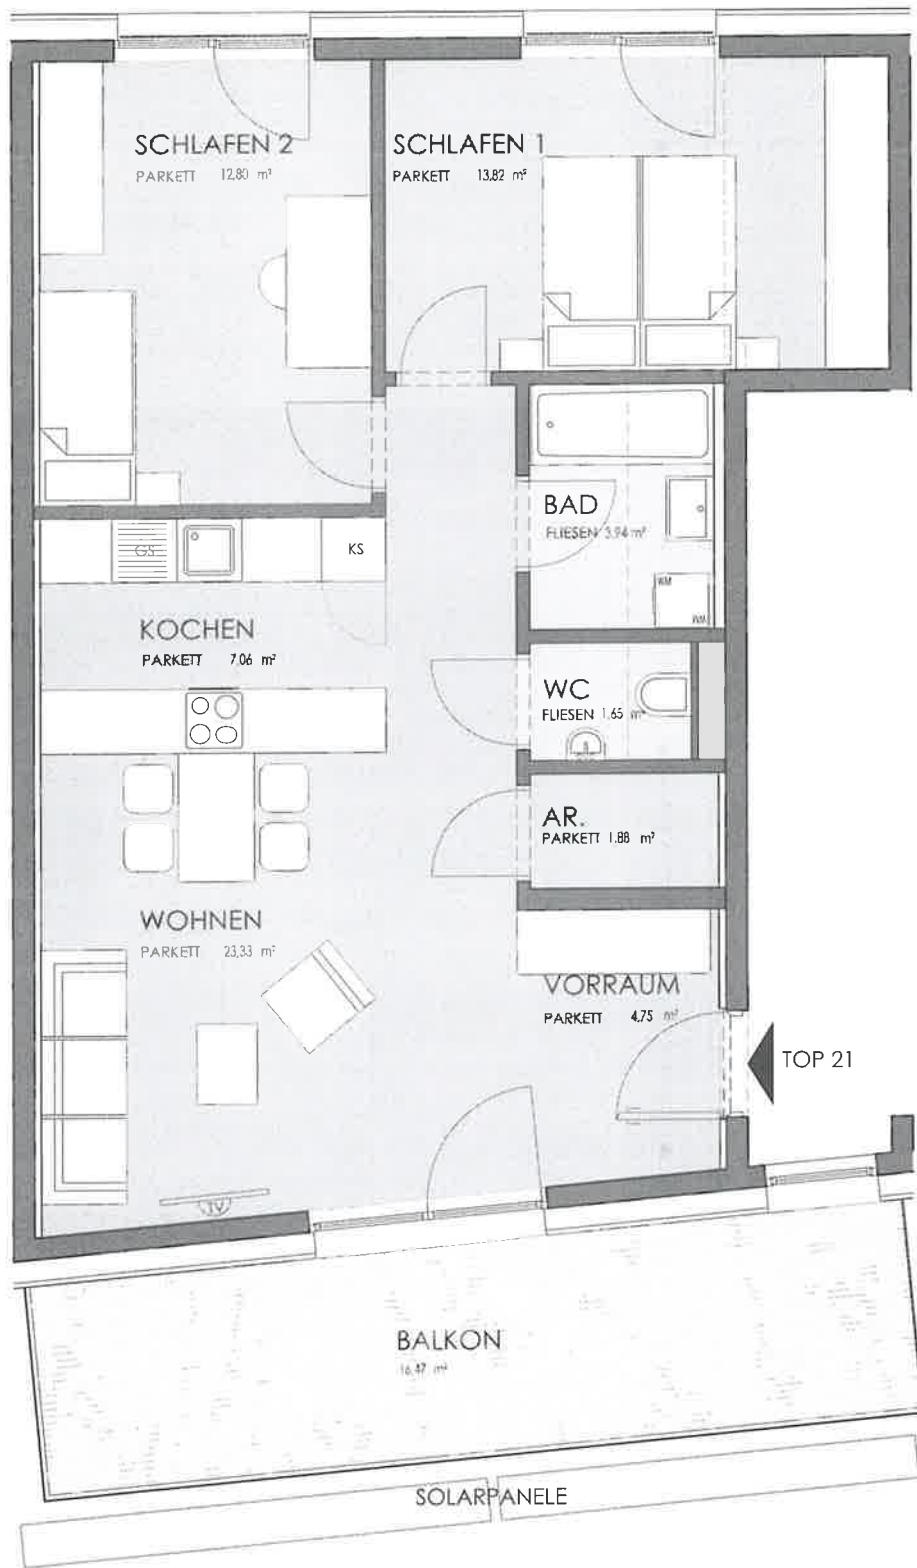 SCHLAFEN 2
PARKETT 12,80 m²
SCHLAFEN 1
PARKETT 13,82 m²
BAD
FLIESEN 3,94 m²
GS
KS
WM
WM
KOCHEN
PARKETT 7,06 m²
WC
FLIESEN 1,65 m²
AR.
PARKETT 1,88 m²
WOHNEN
PARKETT 23,33 m²
VORRAUM
PARKETT 4,75 m²
TOP 21
TV
BALKON
16,47 m²
SOLARPANELE